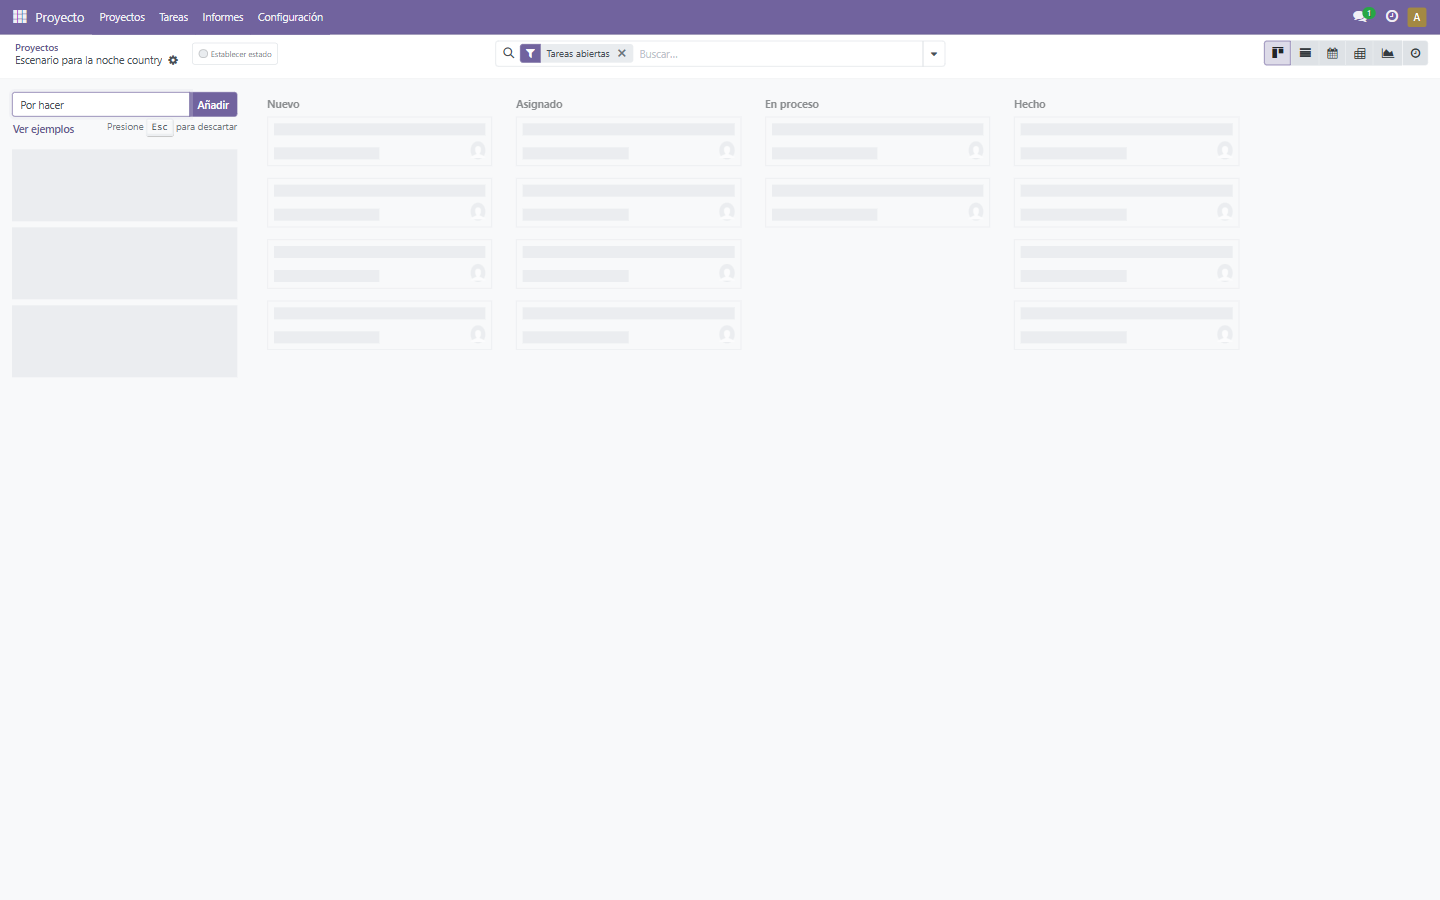 Proyecto Proyectos Tareas Informes Configuración 1 A
Proyectos
Escenario para la noche country
Establecer estado
Tareas abiertas Buscar...
Por hacer Añadir
Ver ejemplos Presione Esc para descartar
Nuevo Asignado En proceso Hecho